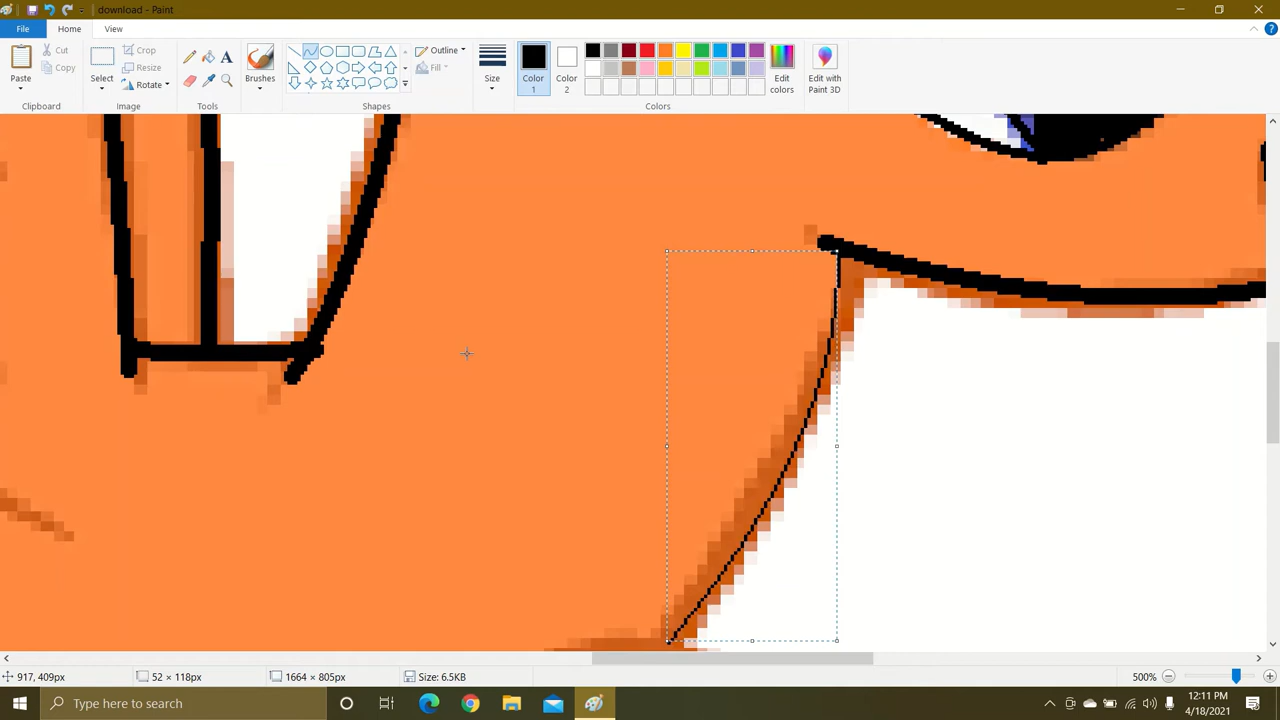 download - Paint
File
Home
View
Paste
Cut
Copy
Clipboard
Select
Crop
Resize
Rotate
Image
A
Tools
Brushes
Outline
Fill
Shapes
Size
Color 1
Color 2
Edit colors
Colors
Edit with Paint 3D
917, 409px
52 × 118px
1664 × 805px
Size: 6.5KB
500%
Type here to search
12:11 PM
4/18/2021